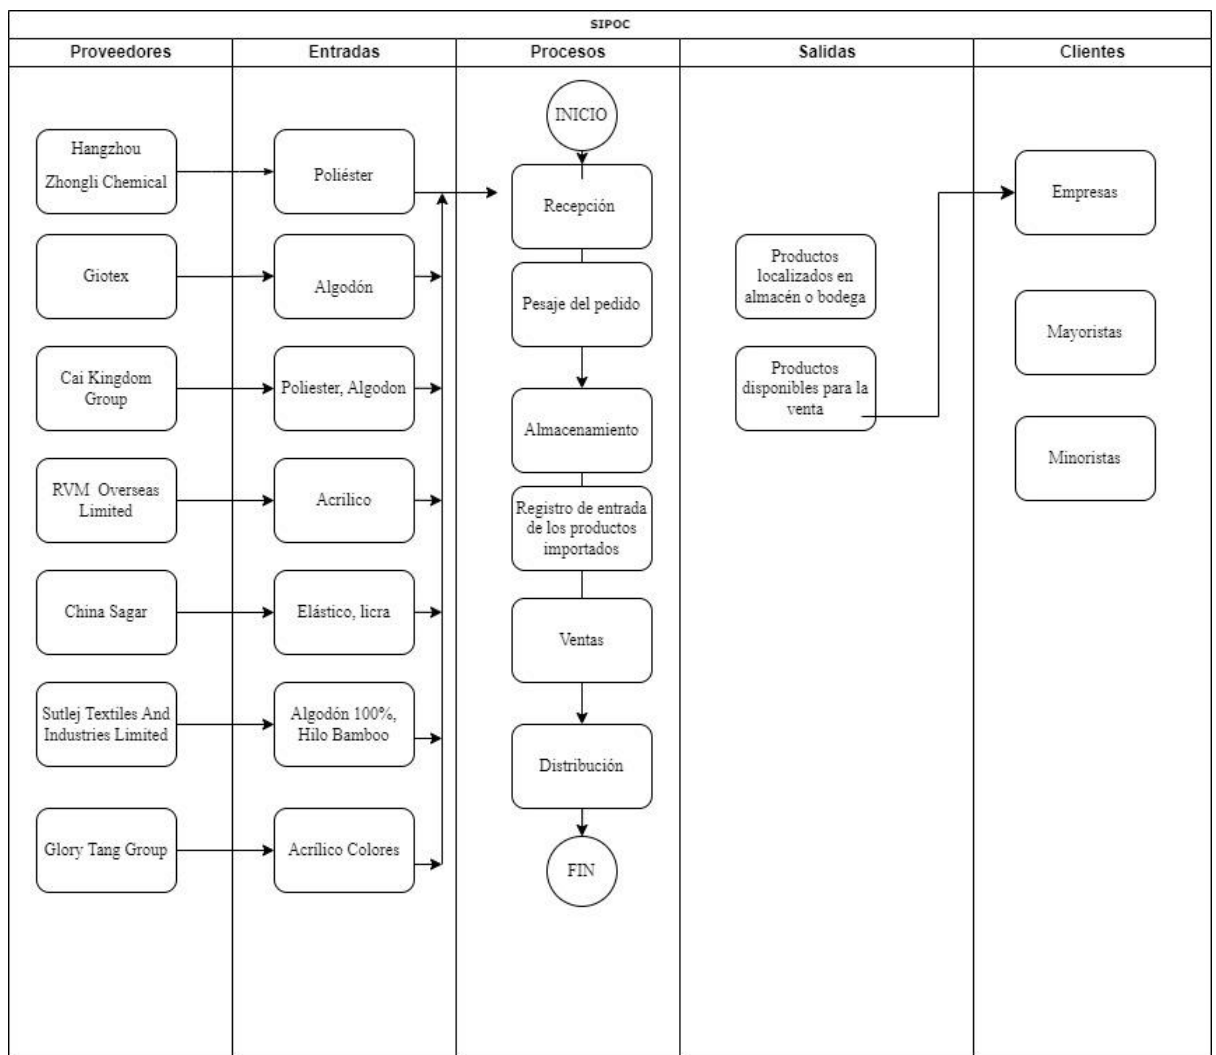 SIPOC
Proveedores
Entradas
Procesos
Salidas
Clientes
Hangzhou
Zhongli Chemical
Giotex
Cai Kingdom
Group
RVM Overseas
Limited
China Sagar
Sutlej Textiles And
Industries Limited
Glory Tang Group
Poliéster
Algodón
Poliester, Algodon
Acrilico
Elástico, licra
Algodón 100%,
Hilo Bamboo
Acrílico Colores
INICIO
Recepción
Pesaje del pedido
Almacenamiento
Registro de entrada
de los productos
importados
Ventas
Distribución
FIN
Productos
localizados en
almacén o bodega
Productos
disponibles para la
venta
Empresas
Mayoristas
Minoristas